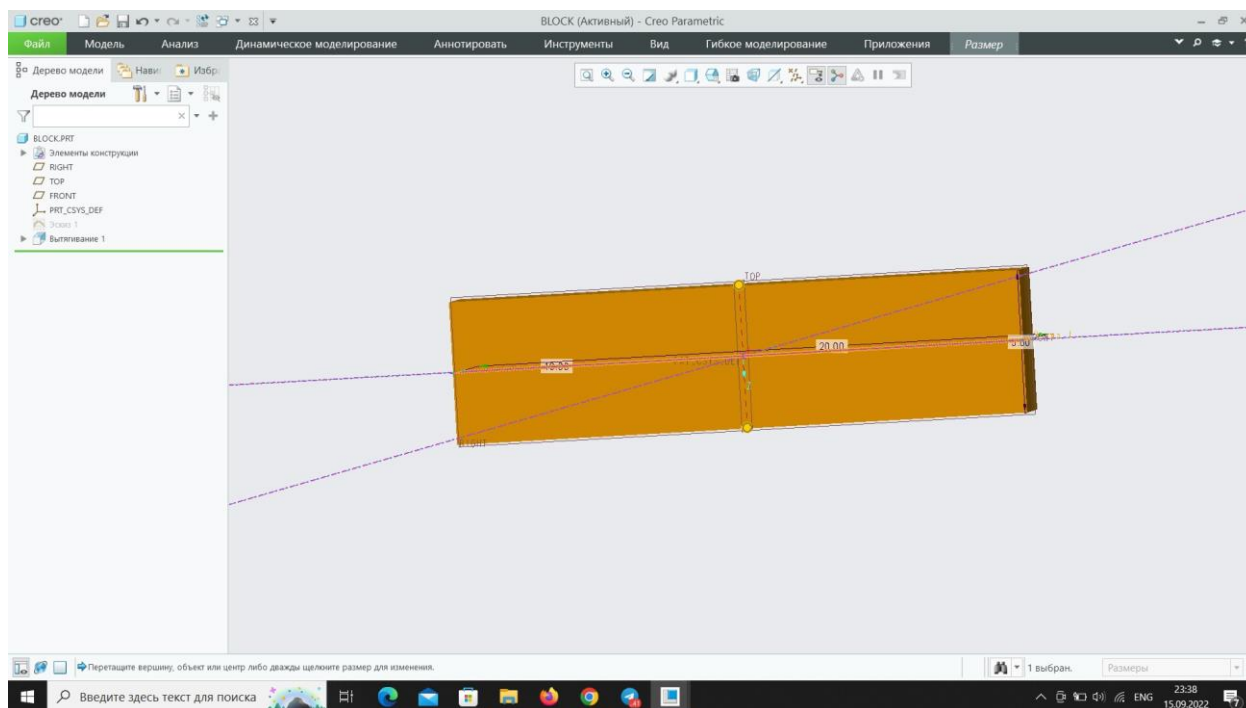 creo
BLOCK (Активный) - Creo Parametric
Файл Модель Анализ Динамическое моделирование Аннотировать Инструменты Вид Гибкое моделирование Приложения Размер
Дерево модели Избр
Дерево модели
BLOCK.PRT
Элементы конструкции
RIGHT
TOP
FRONT
PRT_CSYS_DEF
Эскиз 1
Вытягивание 1
TOP
20.00
RIGHT
Перетащите вершину, объект или центр либо дважды щелкните размер для изменения.
1 выбран. Размеры
Введите здесь текст для поиска
ENG
23:38
15.09.2022